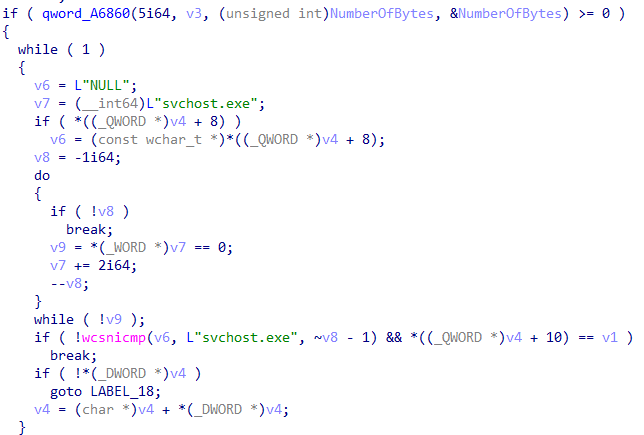 if ( qword_A6860(5i64, v3, (unsigned int)NumberOfBytes, &NumberOfBytes) >= 0 )
{
  while ( 1 )
  {
    v6 = L"NULL";
    v7 = (__int64)L"svchost.exe";
    if ( *((_QWORD *)v4 + 8) )
      v6 = (const wchar_t *)*((_QWORD *)v4 + 8);
    v8 = -1i64;
    do
    {
      if ( !v8 )
        break;
      v9 = *(_WORD *)v7 == 0;
      v7 += 2i64;
      --v8;
    }
    while ( !v9 );
    if ( !wcsnicmp(v6, L"svchost.exe", ~v8 - 1) && *((_QWORD *)v4 + 10) == v1 )
      break;
    if ( !*(_DWORD *)v4 )
      goto LABEL_18;
    v4 = (char *)v4 + *(_DWORD *)v4;
  }